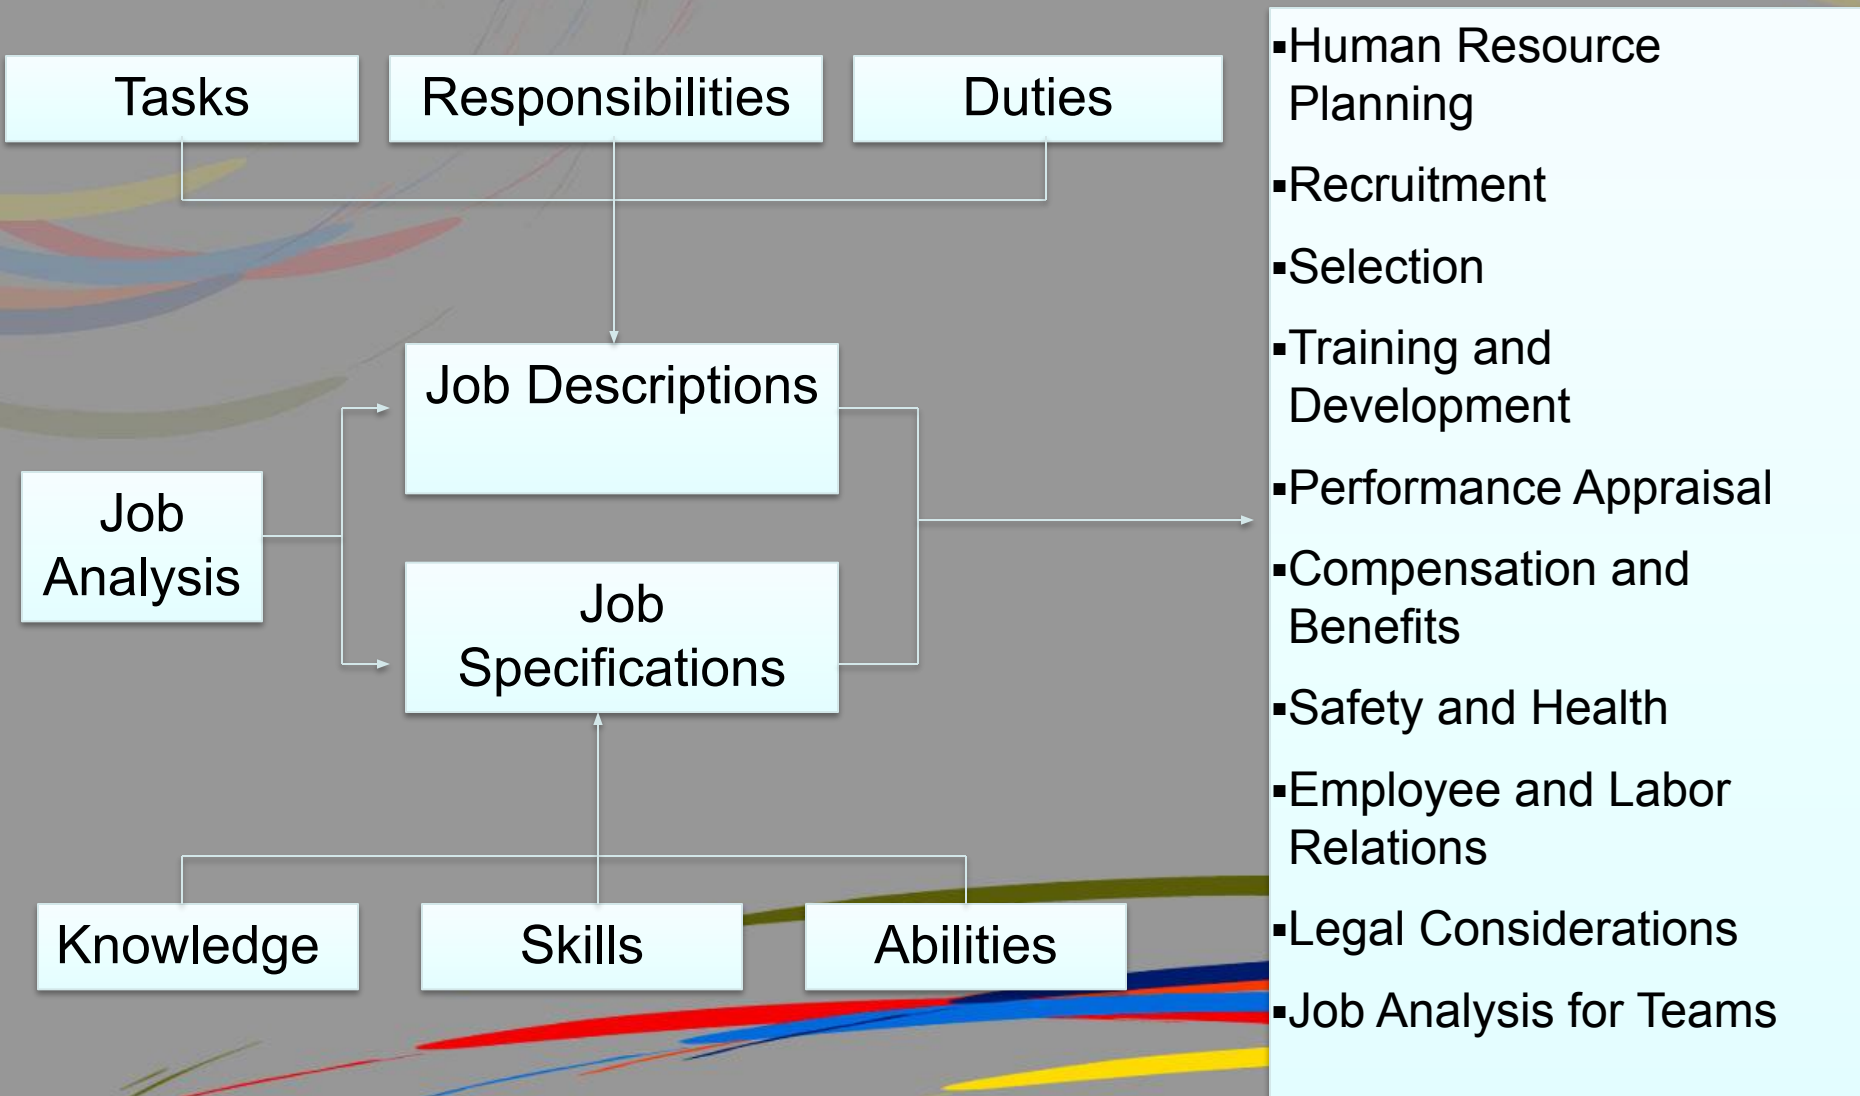 Tasks
Responsibilities
Duties
Job Descriptions
Job
Analysis
Job
Specifications
Knowledge
Skills
Abilities
▪Human Resource
Planning
▪Recruitment
▪Selection
▪Training and
Development
▪Performance Appraisal
▪Compensation and
Benefits
▪Safety and Health
▪Employee and Labor
Relations
▪Legal Considerations
▪Job Analysis for Teams